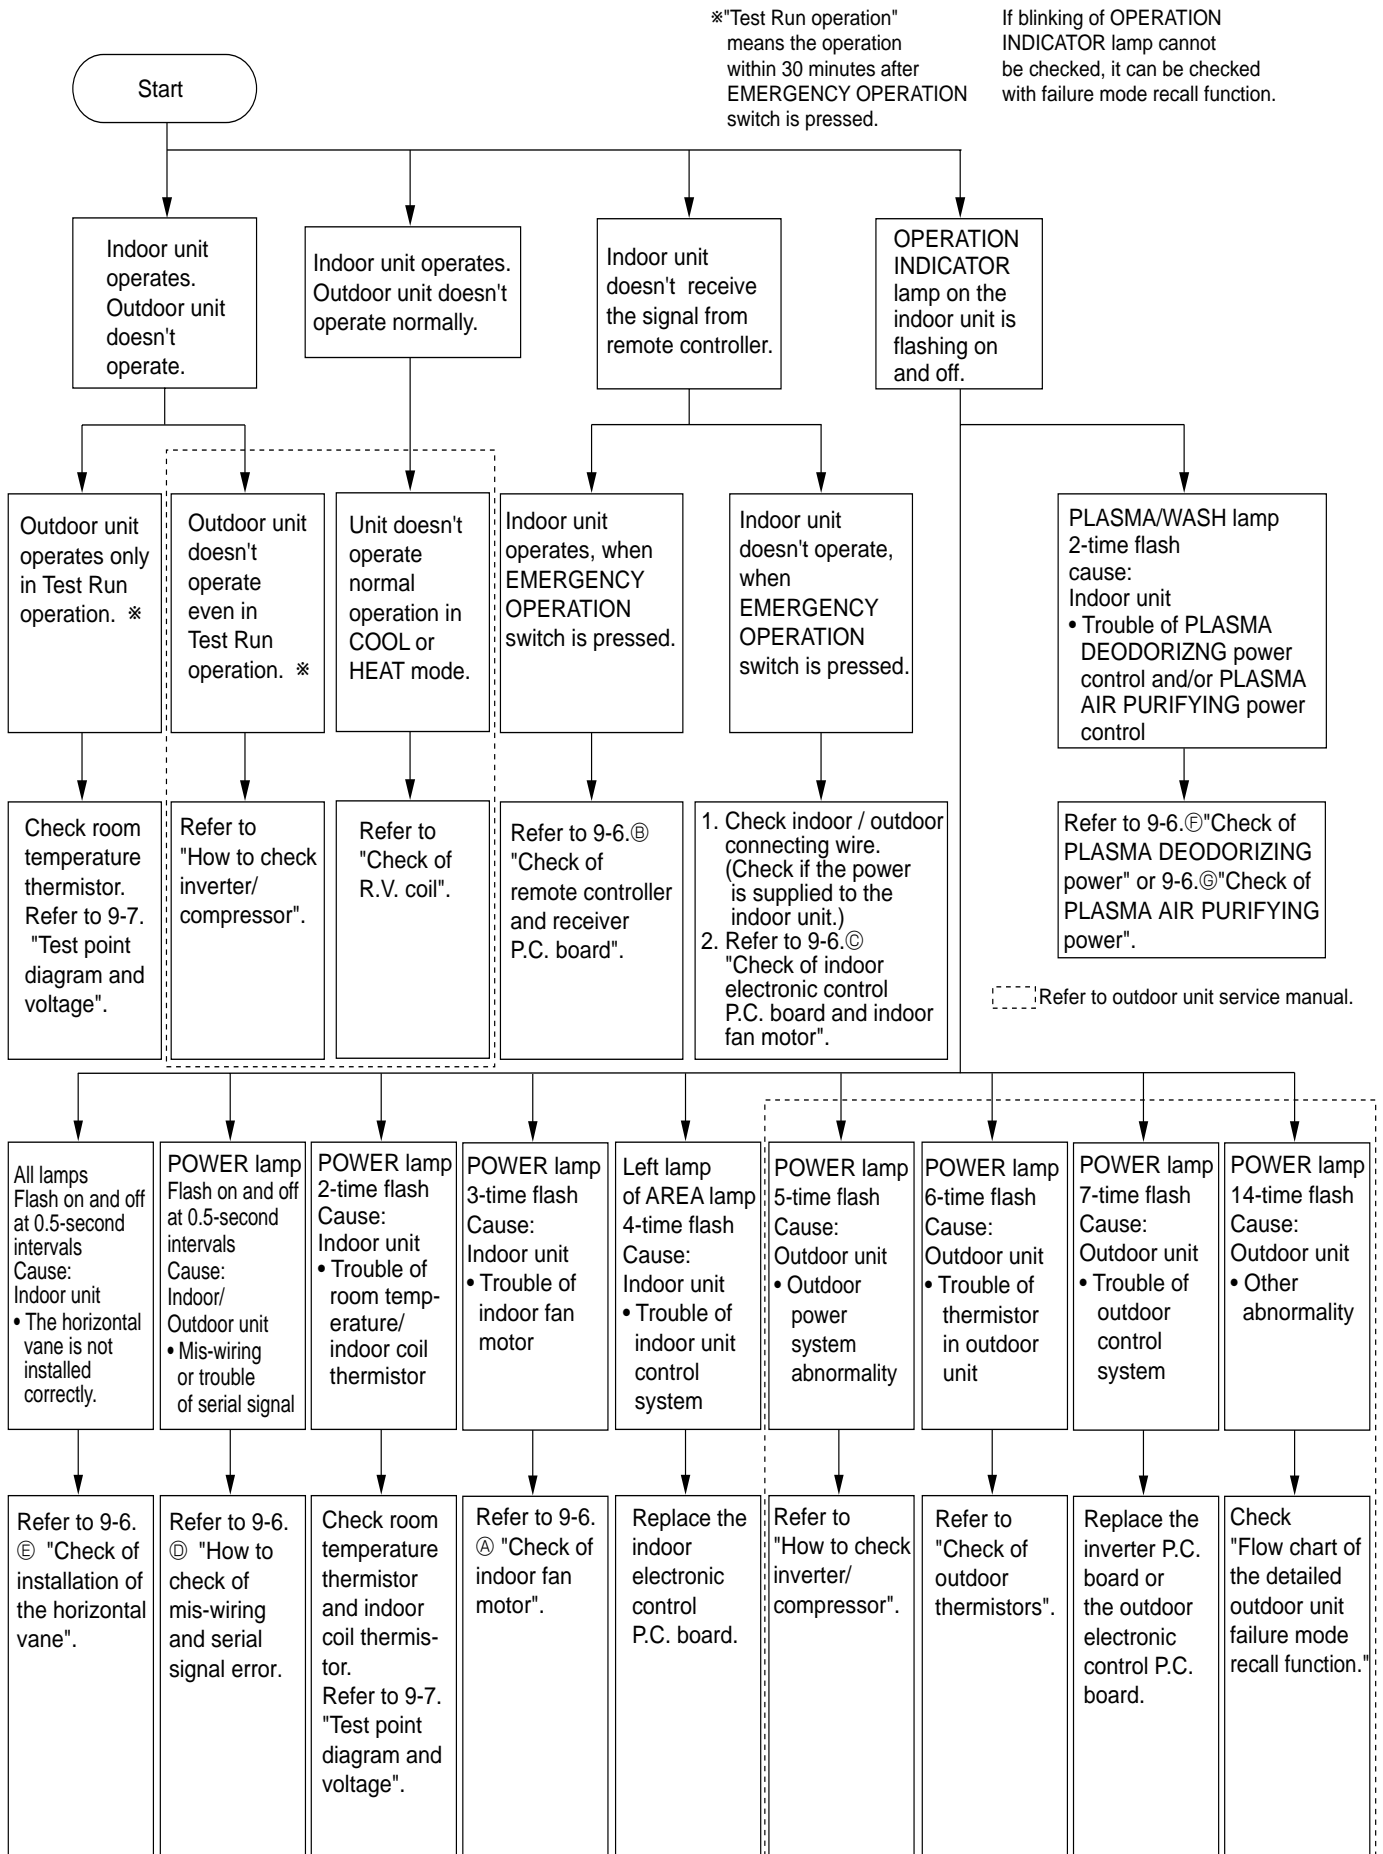 ※"Test Run operation"
means the operation
within 30 minutes after
EMERGENCY OPERATION
switch is pressed.
If blinking of OPERATION
INDICATOR lamp cannot
be checked, it can be checked
with failure mode recall function.
Start
Indoor unit
operates.
Outdoor unit
doesn't
operate.
Indoor unit operates.
Outdoor unit doesn't
operate normally.
Indoor unit
doesn't receive
the signal from
remote controller.
OPERATION
INDICATOR
lamp on the
indoor unit is
flashing on
and off.
Outdoor unit
operates only
in Test Run
operation. ※
Outdoor unit
doesn't
operate
even in
Test Run
operation. ※
Unit doesn't
operate
normal
operation in
COOL or
HEAT mode.
Indoor unit
operates, when
EMERGENCY
OPERATION
switch is pressed.
Indoor unit
doesn't operate,
when
EMERGENCY
OPERATION
switch is pressed.
PLASMA/WASH lamp
2-time flash
cause:
Indoor unit
• Trouble of PLASMA
DEODORIZNG power
control and/or PLASMA
AIR PURIFYING power
control
Check room
temperature
thermistor.
Refer to 9-7.
"Test point
diagram and
voltage".
Refer to
"How to check
inverter/
compressor".
Refer to
"Check of
R.V. coil".
Refer to 9-6.Ⓑ
"Check of
remote controller
and receiver
P.C. board".
1. Check indoor / outdoor
connecting wire.
(Check if the power
is supplied to the
indoor unit.)
2. Refer to 9-6.Ⓒ
"Check of indoor
electronic control
P.C. board and indoor
fan motor".
Refer to 9-6.Ⓕ"Check of
PLASMA DEODORIZING
power" or 9-6.Ⓖ"Check of
PLASMA AIR PURIFYING
power".
Refer to outdoor unit service manual.
All lamps
Flash on and off
at 0.5-second
intervals
Cause:
Indoor unit
• The horizontal
vane is not
installed
correctly.
POWER lamp
Flash on and off
at 0.5-second
intervals
Cause:
Indoor/
Outdoor unit
• Mis-wiring
or trouble
of serial signal
POWER lamp
2-time flash
Cause:
Indoor unit
• Trouble of
room temp-
erature/
indoor coil
thermistor
POWER lamp
3-time flash
Cause:
Indoor unit
• Trouble of
indoor fan
motor
Left lamp
of AREA lamp
4-time flash
Cause:
Indoor unit
• Trouble of
indoor unit
control
system
POWER lamp
5-time flash
Cause:
Outdoor unit
• Outdoor
power
system
abnormality
POWER lamp
6-time flash
Cause:
Outdoor unit
• Trouble of
thermistor
in outdoor
unit
POWER lamp
7-time flash
Cause:
Outdoor unit
• Trouble of
outdoor
control
system
POWER lamp
14-time flash
Cause:
Outdoor unit
• Other
abnormality
Refer to 9-6.
Ⓔ "Check of
installation of
the horizontal
vane".
Refer to 9-6.
Ⓓ "How to
check of
mis-wiring
and serial
signal error.
Check room
temperature
thermistor
and indoor
coil thermis-
tor.
Refer to 9-7.
"Test point
diagram and
voltage".
Refer to 9-6.
Ⓐ "Check of
indoor fan
motor".
Replace the
indoor
electronic
control
P.C. board.
Refer to
"How to check
inverter/
compressor".
Refer to
"Check of
outdoor
thermistors".
Replace the
inverter P.C.
board or
the outdoor
electronic
control P.C.
board.
Check
"Flow chart of
the detailed
outdoor unit
failure mode
recall function."